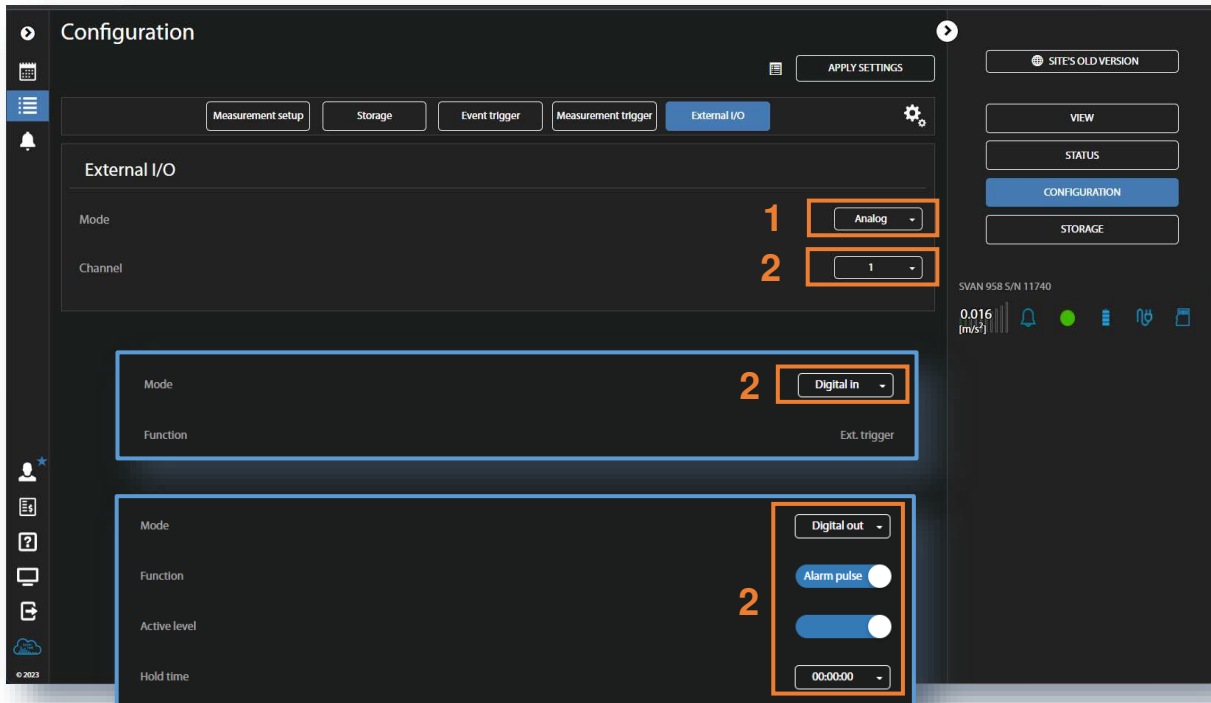 Configuration
APPLY SETTINGS
Measurement setup Storage Event trigger Measurement trigger External I/O
External I/O
Mode 1 Analog
Channel 2 1
Mode 2 Digital in
Function Ext. trigger
Mode Digital out
Function Alarm pulse
2
Active level
Hold time 00:00:00
© 2023
SITE'S OLD VERSION
VIEW
STATUS
CONFIGURATION
STORAGE
SVAN 958 S/N 11740
0.016
[m/s²]